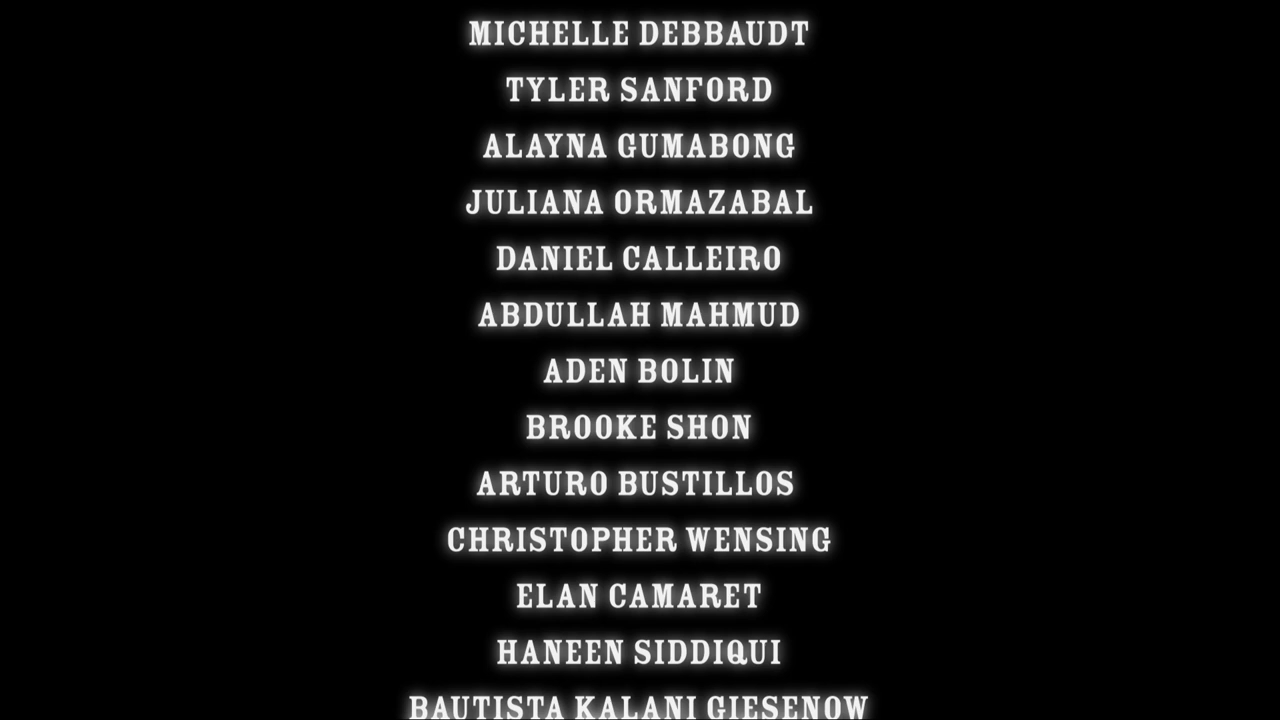 MICHELLE DEBBAUDT
TYLER SANFORD
ALAYNA GUMABONG
JULIANA ORMAZABAL
DANIEL CALLEIRO
ABDULLAH MAHMUD
ADEN BOLIN
BROOKE SHON
ARTURO BUSTILLOS
CHRISTOPHER WENSING
ELAN CAMARET
HANEEN SIDDIQUI
BAUTISTA KALANI GIESENOW